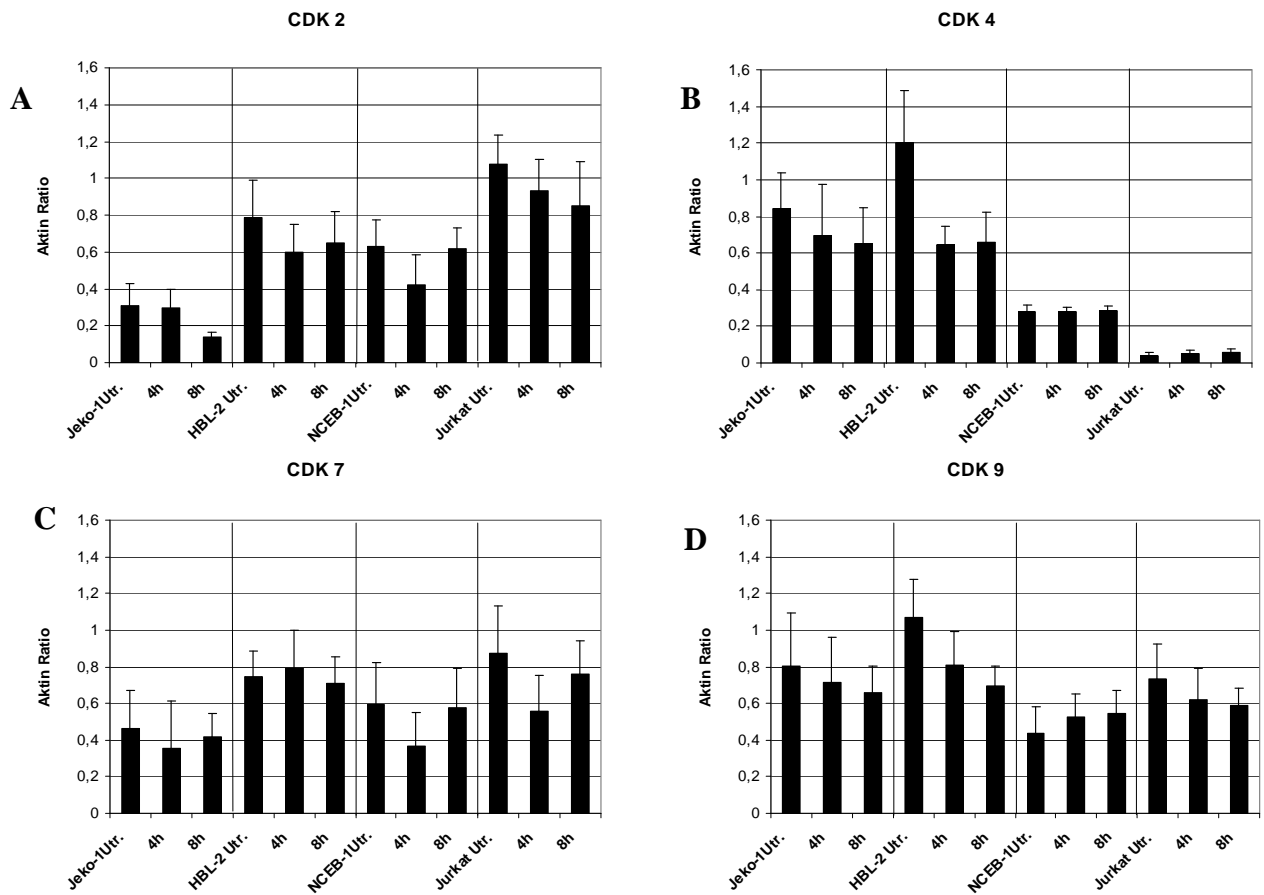 CDK 2
A
Aktin Ratio
1,6
1,4
1,2
1
0,8
0,6
0,4
0,2
0
Jeko-1Utr.
4h
8h
HBL-2 Utr.
4h
8h
NCEB-1Utr.
4h
8h
Jurkat Utr.
4h
8h
CDK 4
B
Aktin Ratio
1,6
1,4
1,2
1
0,8
0,6
0,4
0,2
0
Jeko-1Utr.
4h
8h
HBL-2 Utr.
4h
8h
NCEB-1Utr.
4h
8h
Jurkat Utr.
4h
8h
CDK 7
C
Aktin Ratio
1,6
1,4
1,2
1
0,8
0,6
0,4
0,2
0
Jeko-1Utr.
4h
8h
HBL-2 Utr.
4h
8h
NCEB-1Utr.
4h
8h
Jurkat Utr.
4h
8h
CDK 9
D
Aktin Ratio
1,6
1,4
1,2
1
0,8
0,6
0,4
0,2
0
Jeko-1Utr.
4h
8h
HBL-2 Utr.
4h
8h
NCEB-1Utr.
4h
8h
Jurkat Utr.
4h
8h